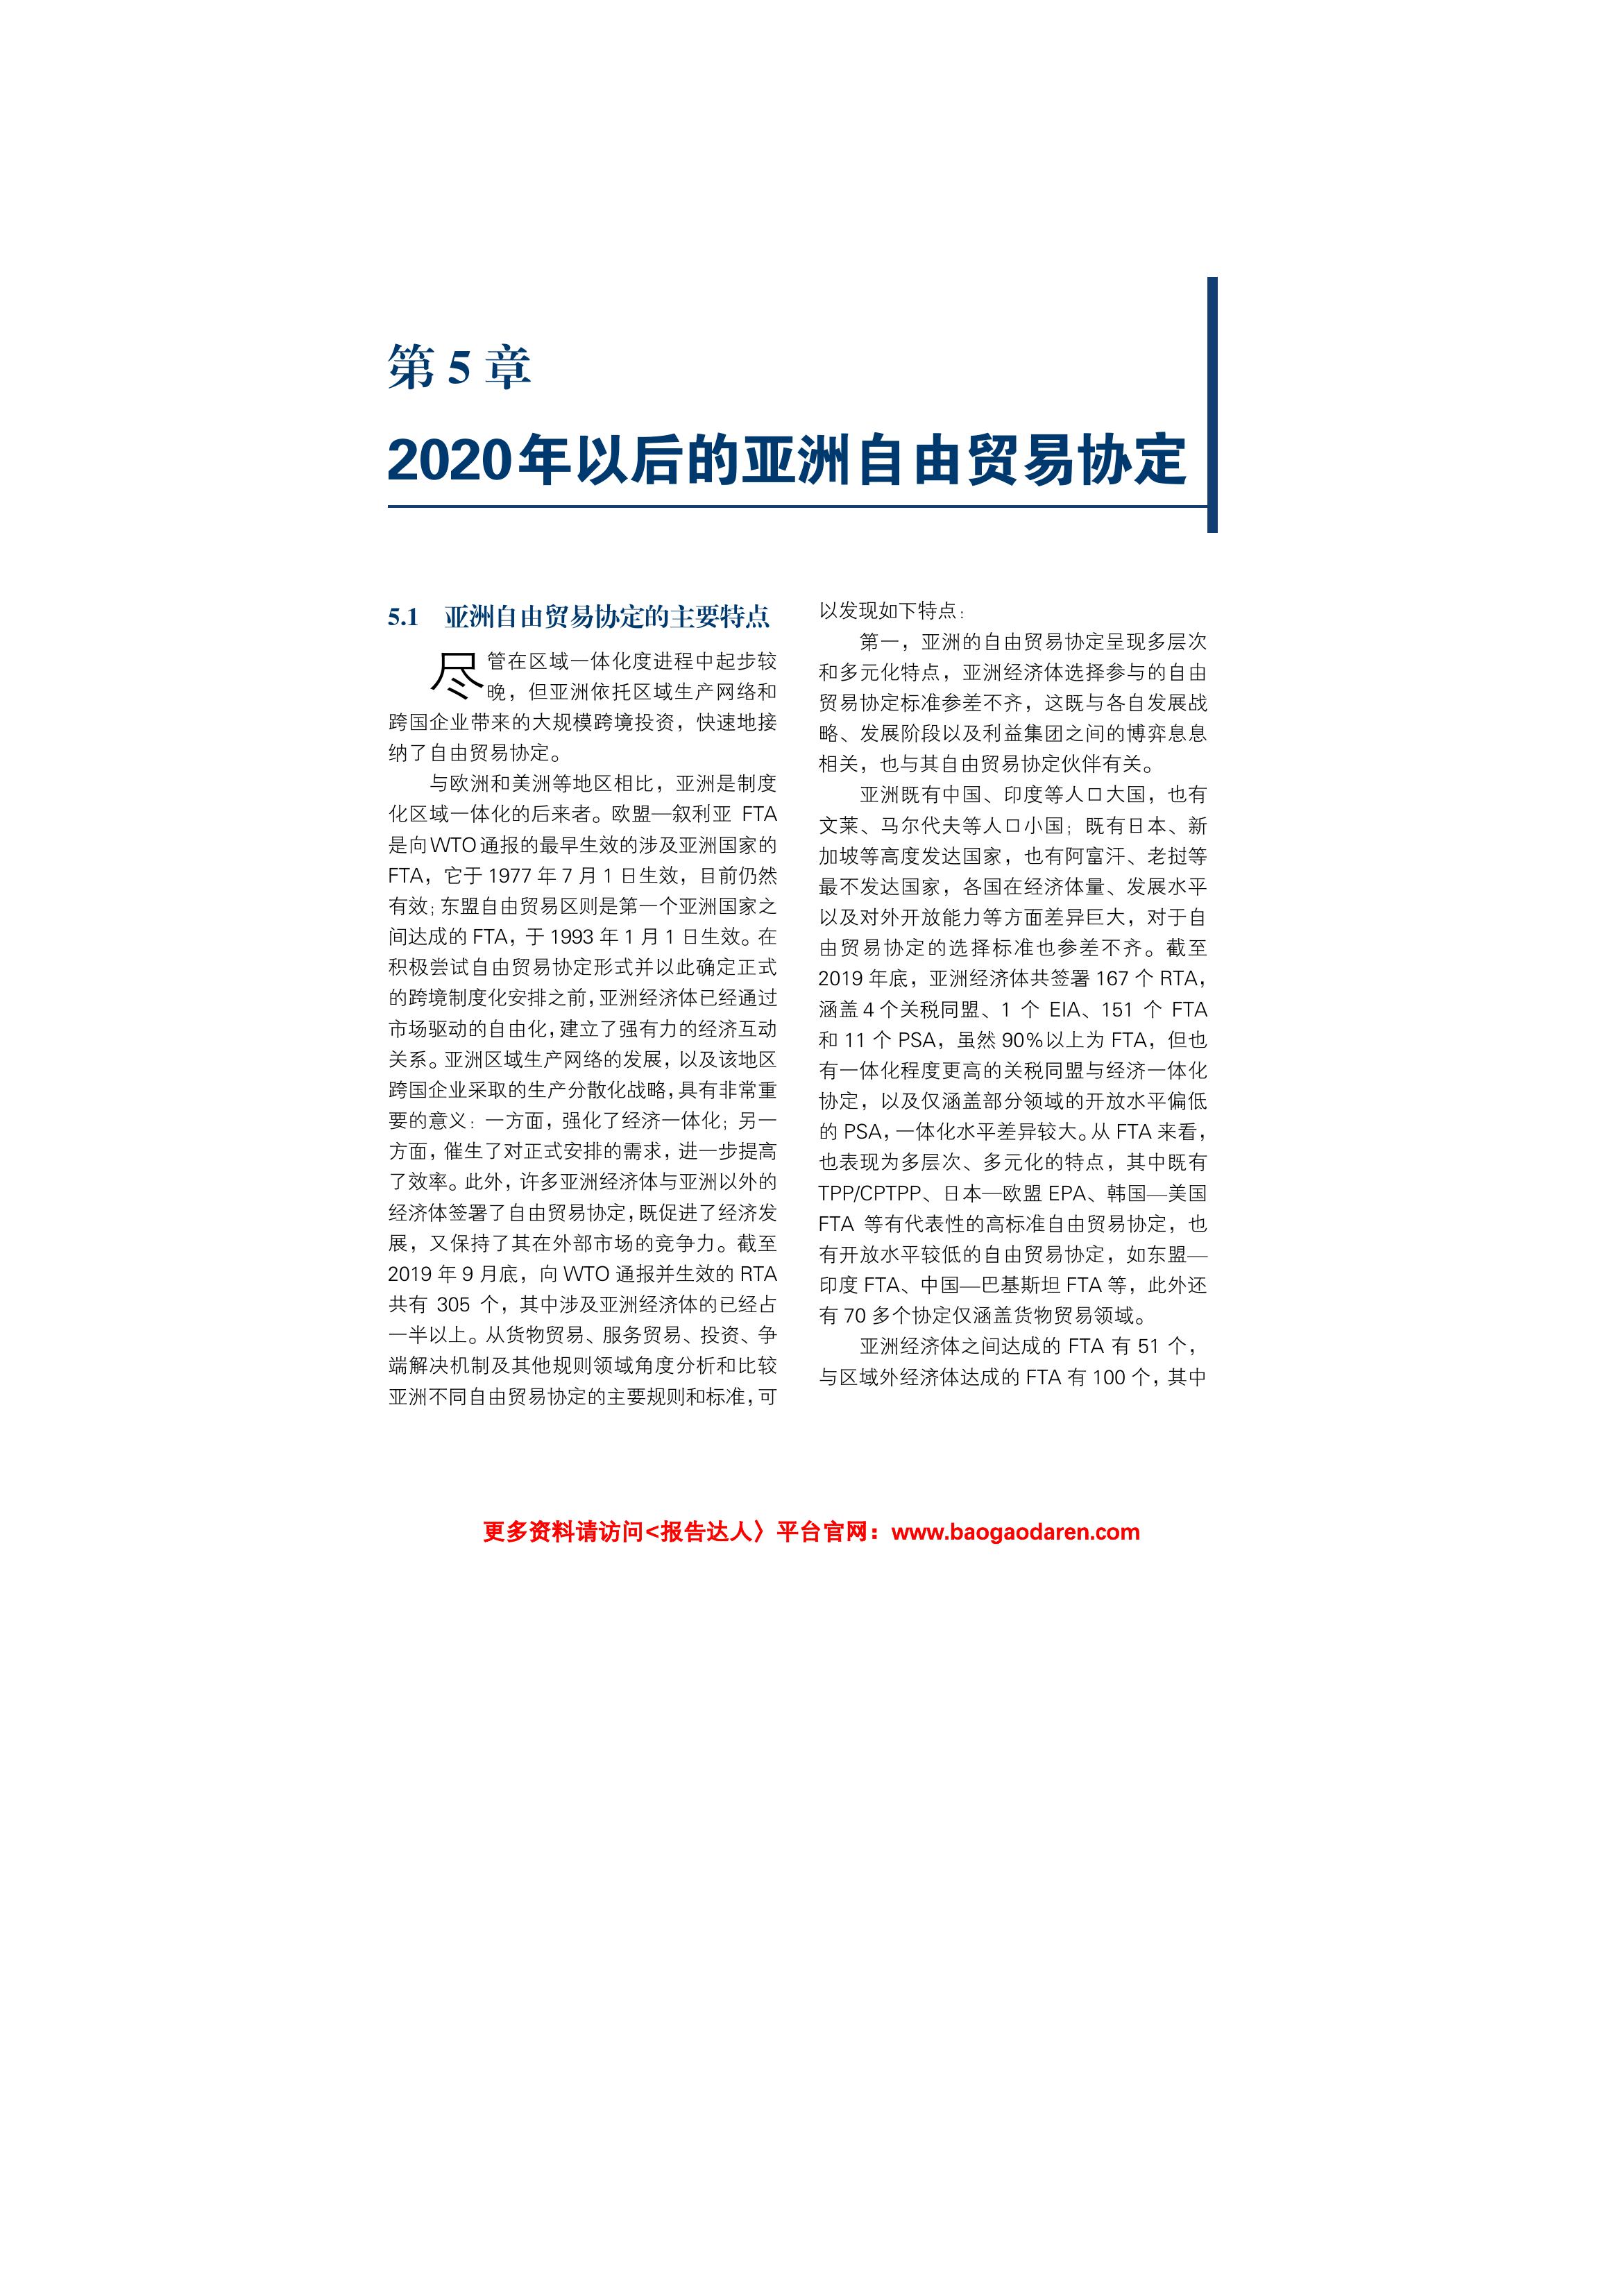 第 5 章
2020年以后的亚洲自由贸易协定
5.1 亚洲自由贸易协定的主要特点
尽管在区域一体化度进程中起步较
晚，但亚洲依托区域生产网络和
跨国企业带来的大规模跨境投资，快速地接
纳了自由贸易协定。
与欧洲和美洲等地区相比，亚洲是制度
化区域一体化的后来者。欧盟—叙利亚 FTA
是向WTO通报的最早生效的涉及亚洲国家的
FTA，它于 1977 年 7 月 1 日生效，目前仍然
有效；东盟自由贸易区则是第一个亚洲国家之
间达成的 FTA，于 1993 年 1 月 1 日生效。在
积极尝试自由贸易协定形式并以此确定正式
的跨境制度化安排之前，亚洲经济体已经通过
市场驱动的自由化，建立了强有力的经济互动
关系。亚洲区域生产网络的发展，以及该地区
跨国企业采取的生产分散化战略，具有非常重
要的意义：一方面，强化了经济一体化；另一
方面，催生了对正式安排的需求，进一步提高
了效率。此外，许多亚洲经济体与亚洲以外的
经济体签署了自由贸易协定，既促进了经济发
展，又保持了其在外部市场的竞争力。截至
2019 年 9 月底，向 WTO 通报并生效的 RTA
共有 305 个，其中涉及亚洲经济体的已经占
一半以上。从货物贸易、服务贸易、投资、争
端解决机制及其他规则领域角度分析和比较
亚洲不同自由贸易协定的主要规则和标准，可
以发现如下特点：
第一，亚洲的自由贸易协定呈现多层次
和多元化特点，亚洲经济体选择参与的自由
贸易协定标准参差不齐，这既与各自发展战
略、发展阶段以及利益集团之间的博弈息息
相关，也与其自由贸易协定伙伴有关。
亚洲既有中国、印度等人口大国，也有
文莱、马尔代夫等人口小国；既有日本、新
加坡等高度发达国家，也有阿富汗、老挝等
最不发达国家，各国在经济体量、发展水平
以及对外开放能力等方面差异巨大，对于自
由贸易协定的选择标准也参差不齐。截至
2019 年底，亚洲经济体共签署 167 个 RTA，
涵盖 4 个关税同盟、1 个 EIA、151 个 FTA
和 11 个 PSA，虽然 90%以上为 FTA，但也
有一体化程度更高的关税同盟与经济一体化
协定，以及仅涵盖部分领域的开放水平偏低
的 PSA，一体化水平差异较大。从 FTA 来看，
也表现为多层次、多元化的特点，其中既有
TPP/CPTPP、日本—欧盟 EPA、韩国—美国
FTA 等有代表性的高标准自由贸易协定，也
有开放水平较低的自由贸易协定，如东盟—
印度 FTA、中国—巴基斯坦 FTA 等，此外还
有 70 多个协定仅涵盖货物贸易领域。
亚洲经济体之间达成的 FTA 有 51 个，
与区域外经济体达成的 FTA 有 100 个，其中
更多资料请访问<报告达人〉平台官网：www.baogaodaren.com